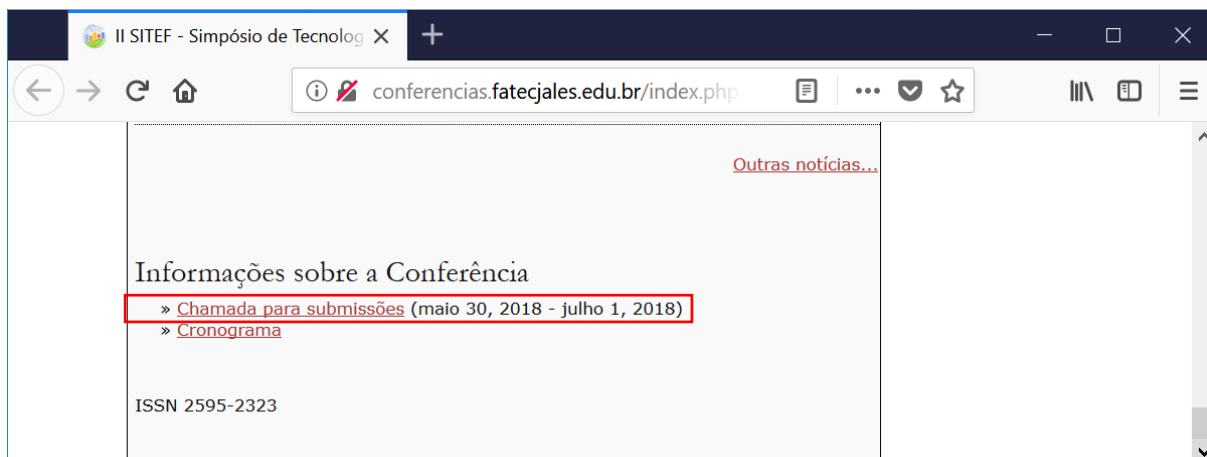 II SITEF - Simpósio de Tecnolog
conferencias.fatecjales.edu.br/index.php
Outras notícias...
Informações sobre a Conferência
» Chamada para submissões (maio 30, 2018 - julho 1, 2018)
» Cronograma
ISSN 2595-2323